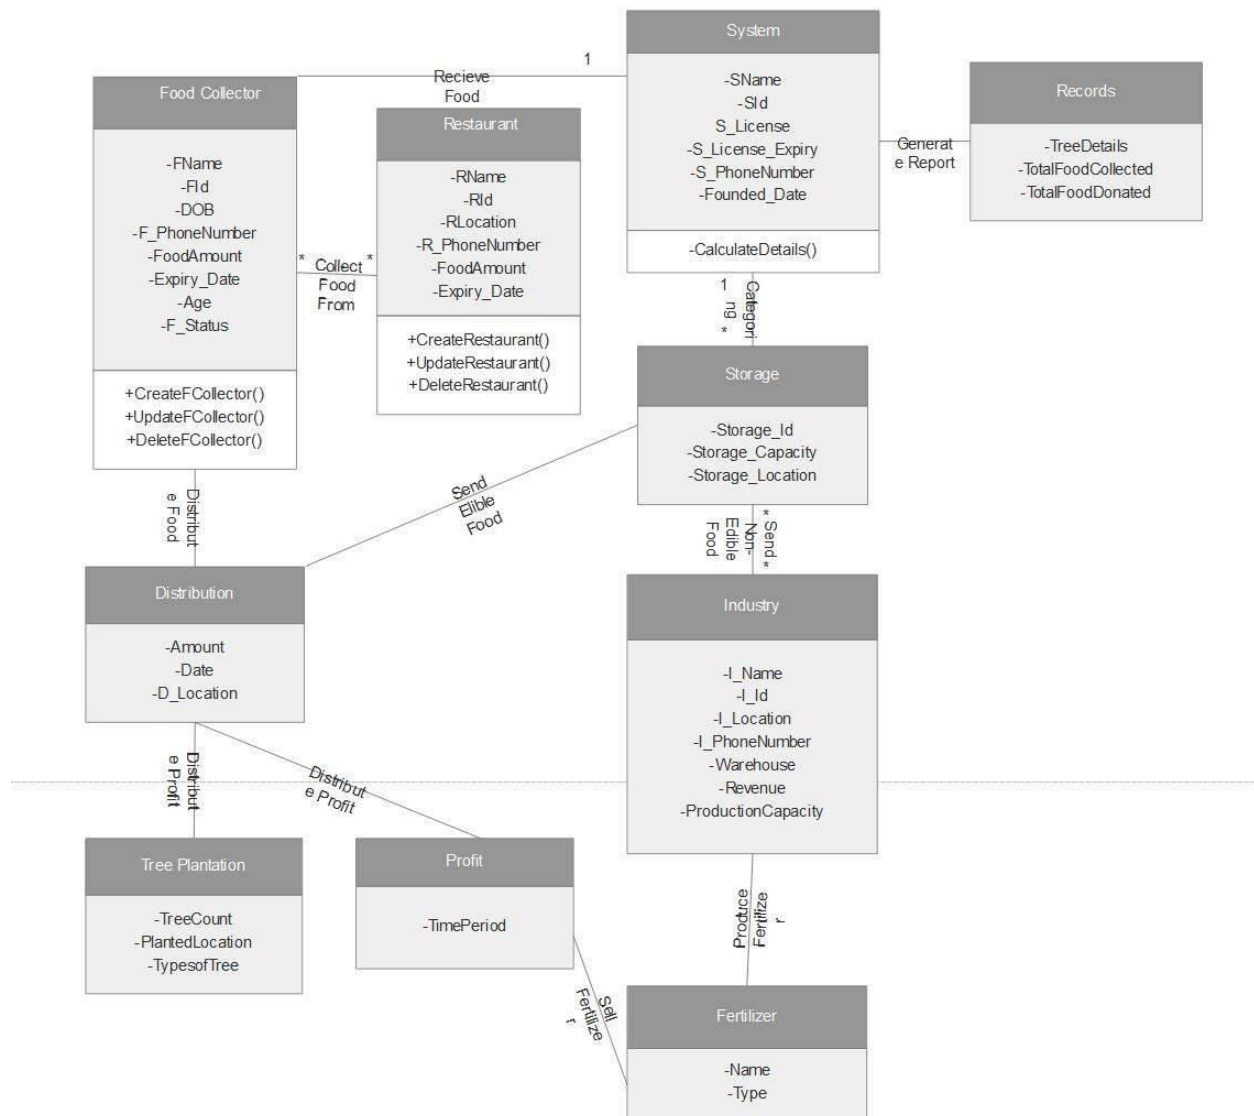 System
-SName
-SId
S_License
-S_License_Expiry
-S_PhoneNumber
-Founded_Date
-CalculateDetails()
1
Recieve
Food
Food Collector
-FName
-FId
-DOB
-F_PhoneNumber
-FoodAmount
-Expiry_Date
-Age
-F_Status
+CreateFCollector()
+UpdateFCollector()
+DeleteFCollector()
* Collect *
Food
From
Restaurant
-RName
-RId
-RLocation
-R_PhoneNumber
-FoodAmount
-Expiry_Date
+CreateRestaurant()
+UpdateRestaurant()
+DeleteRestaurant()
Generat
e Report
Records
-TreeDetails
-TotalFoodCollected
-TotalFoodDonated
1
Categori
ng *
Storage
-Storage_Id
-Storage_Capacity
-Storage_Location
Send
Elible
Food
Distribut
e Food
* Send *
Non-
Edible
Food
Distribution
-Amount
-Date
-D_Location
Industry
-I_Name
-I_Id
-I_Location
-I_PhoneNumber
-Warehouse
-Revenue
-ProductionCapacity
Distribut
e Profit
Distribut
e Profit
Tree Plantation
-TreeCount
-PlantedLocation
-TypesofTree
Profit
-TimePeriod
Produce
Fertilize
r
Sell
Fertilize
r
Fertilizer
-Name
-Type